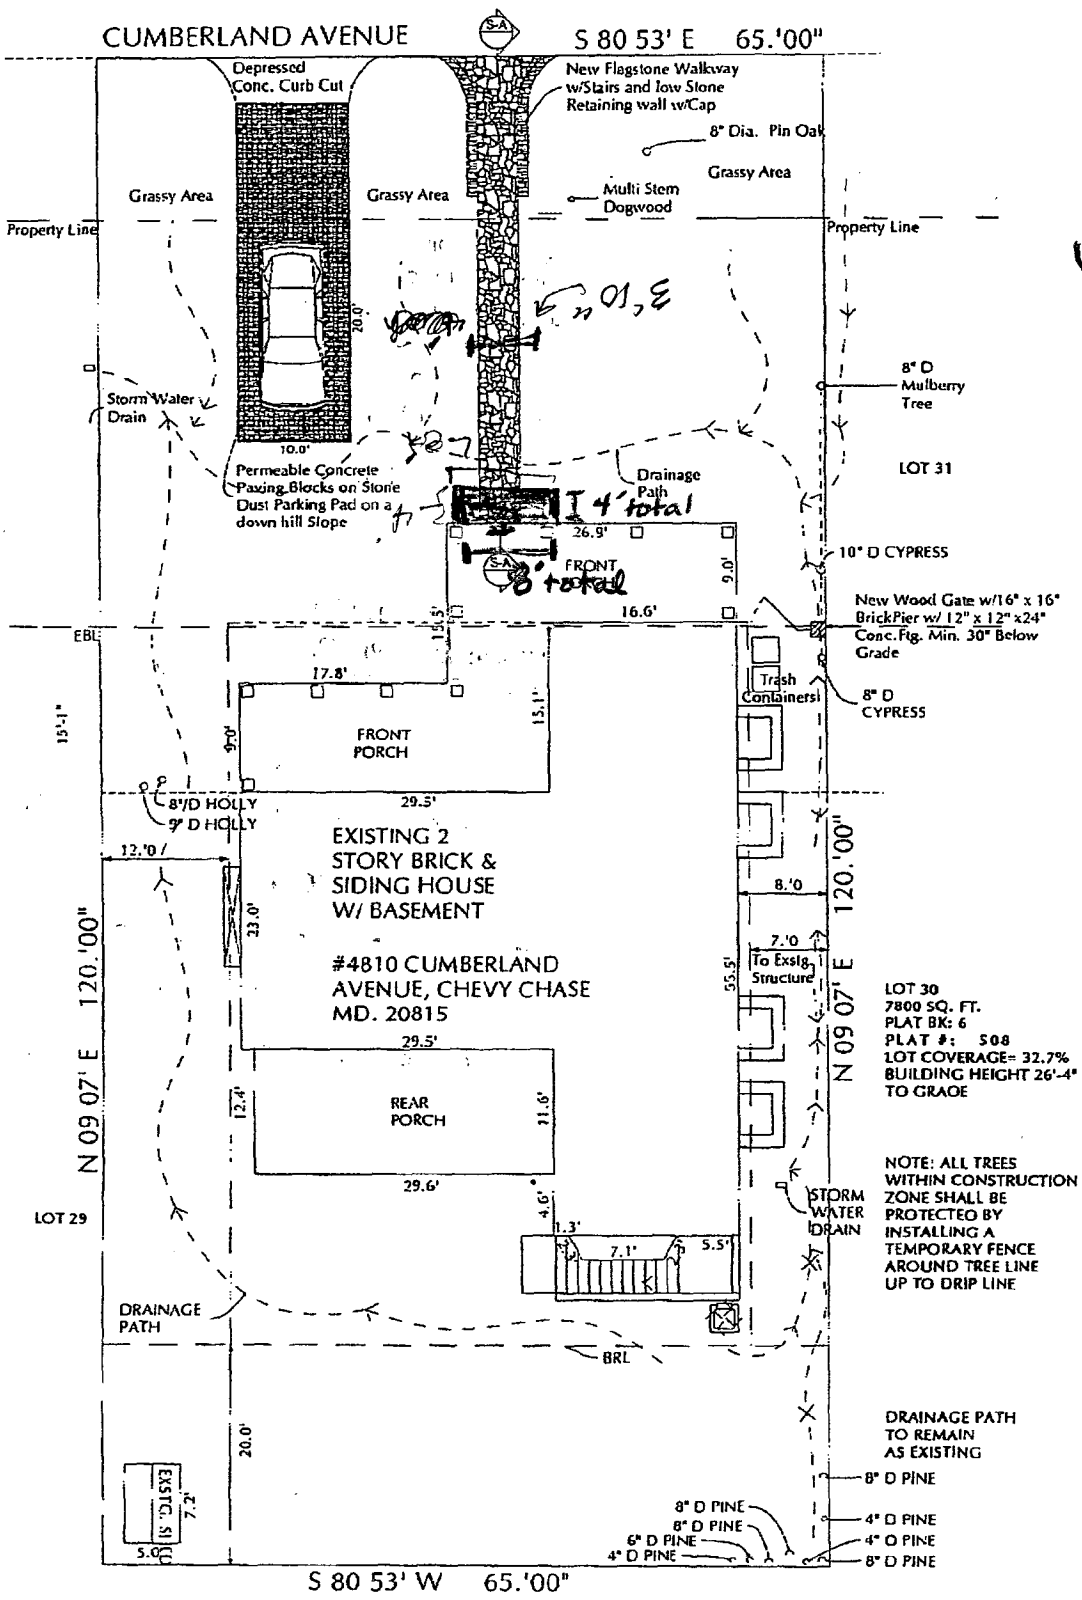 CUMBERLAND AVENUE
S-A
S 80 53' E 65.'00"
Depressed
Conc. Curb Cut
New Flagstone Walkway
w/Stairs and low Stone
Retaining wall w/Cap
8" Dia. Pin Oak
Grassy Area
Grassy Area
Grassy Area
Multi Stem
Dogwood
Property Line
Property Line
3'10"
20.0'
8" D
Mulberry
Tree
Storm Water
Drain
10.0'
LOT 31
Permeable Concrete
Paving Blocks on Stone
Dust Parking Pad on a
down hill Slope
Drainage
Path
4' total
26.9'
10" D CYPRESS
S-A
FRONT
8' total
9.0'
16.6'
New Wood Gate w/16" x 16"
BrickPier w/ 12" x 12" x24"
Conc.Ftg. Min. 30" Below
Grade
EBL
15.5'
17.8'
Trash
Containers
8" D
CYPRESS
15'-1"
9.0'
FRONT
PORCH
15.1'
29.5'
8"/D HOLLY
9" D HOLLY
EXISTING 2
STORY BRICK &
SIDING HOUSE
W/ BASEMENT
12.'0
8.'0
23.0'
7.'0
To Exstg.
Structure
55.5'
#4810 CUMBERLAND
AVENUE, CHEVY CHASE
MD. 20815
N 09 07' E 120.'00"
N 09 07' E 120.'00"
LOT 30
7800 SQ. FT.
PLAT BK: 6
PLAT #: 508
LOT COVERAGE= 32.7%
BUILDING HEIGHT 26'-4"
TO GRADE
29.5'
12.4'
REAR
PORCH
11.6'
29.6'
4.6'
NOTE: ALL TREES
WITHIN CONSTRUCTION
ZONE SHALL BE
PROTECTED BY
INSTALLING A
TEMPORARY FENCE
AROUND TREE LINE
UP TO DRIP LINE
STORM
WATER
DRAIN
LOT 29
1.3'
7.1'
5.5'
DRAINAGE
PATH
BRL
DRAINAGE PATH
TO REMAIN
AS EXISTING
20.0'
7.2'
5.0
8" D PINE
4" D PINE
4" D PINE
8" D PINE
8" D PINE
8" D PINE
6" D PINE
4" D PINE
S 80 53' W 65.'00"